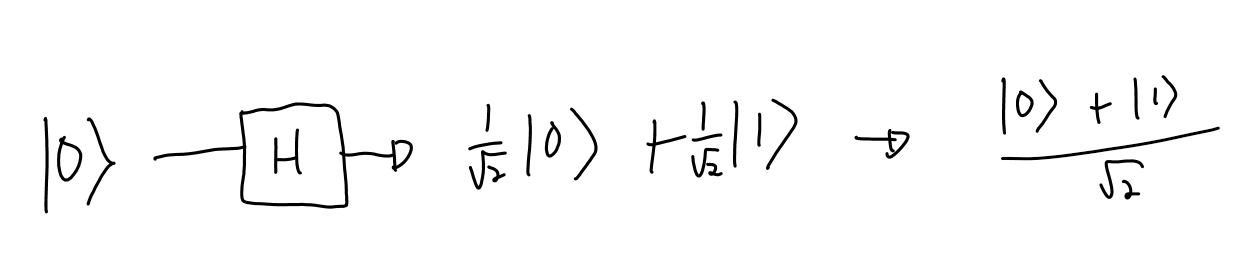 |0⟩ — H → 1/√2 |0⟩ + 1/√2 |1⟩ → (|0⟩ + |1⟩)/√2